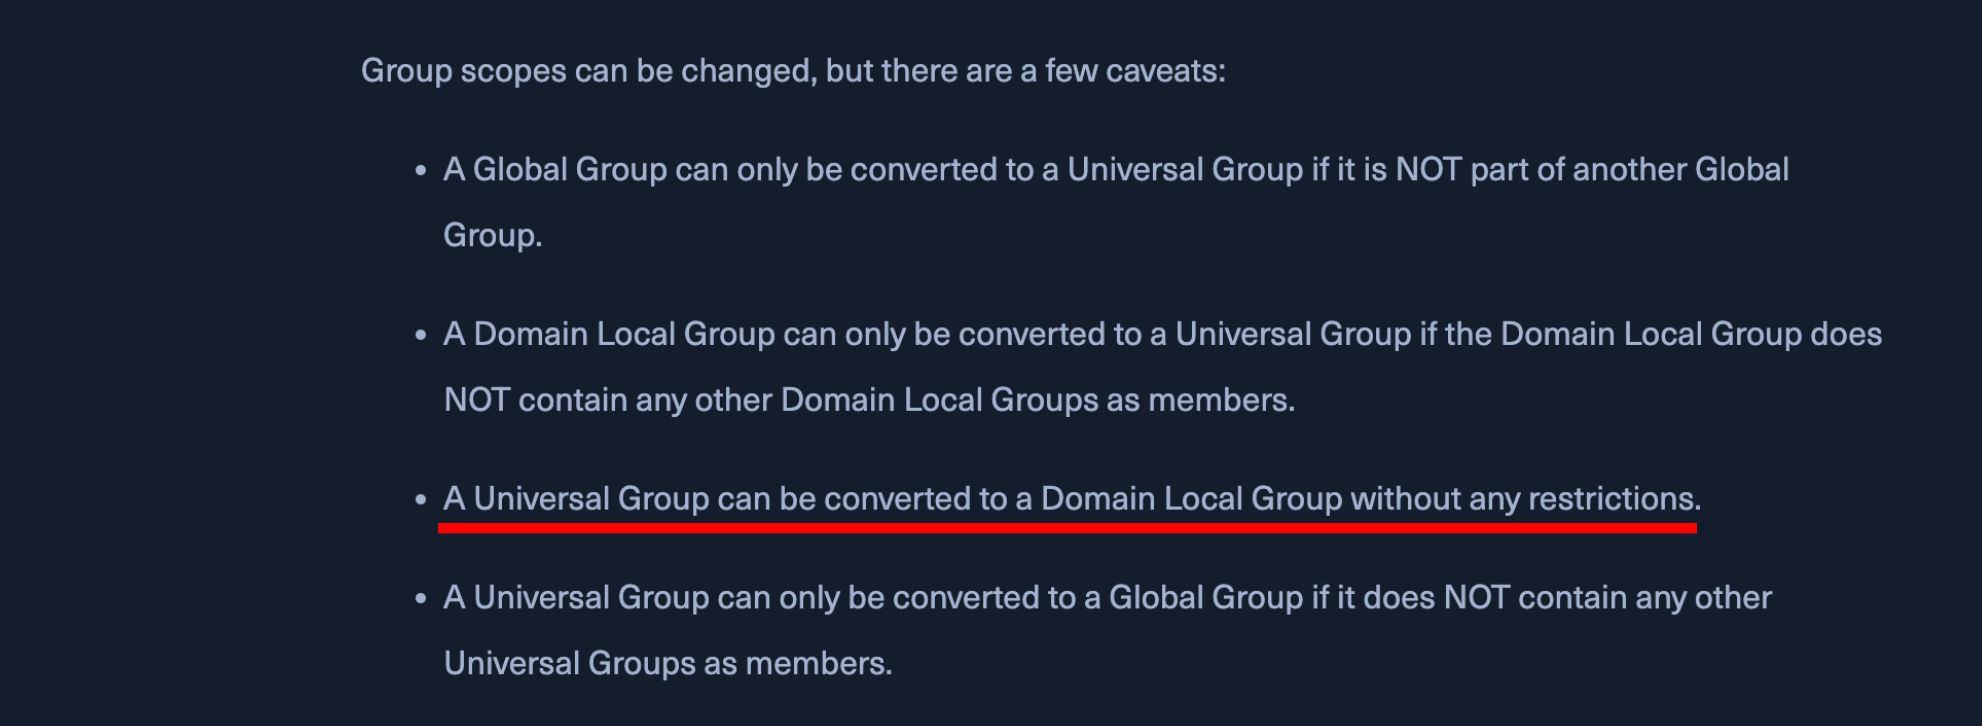 Group scopes can be changed, but there are a few caveats:
• A Global Group can only be converted to a Universal Group if it is NOT part of another Global
Group.
• A Domain Local Group can only be converted to a Universal Group if the Domain Local Group does
NOT contain any other Domain Local Groups as members.
• A Universal Group can be converted to a Domain Local Group without any restrictions.
• A Universal Group can only be converted to a Global Group if it does NOT contain any other
Universal Groups as members.